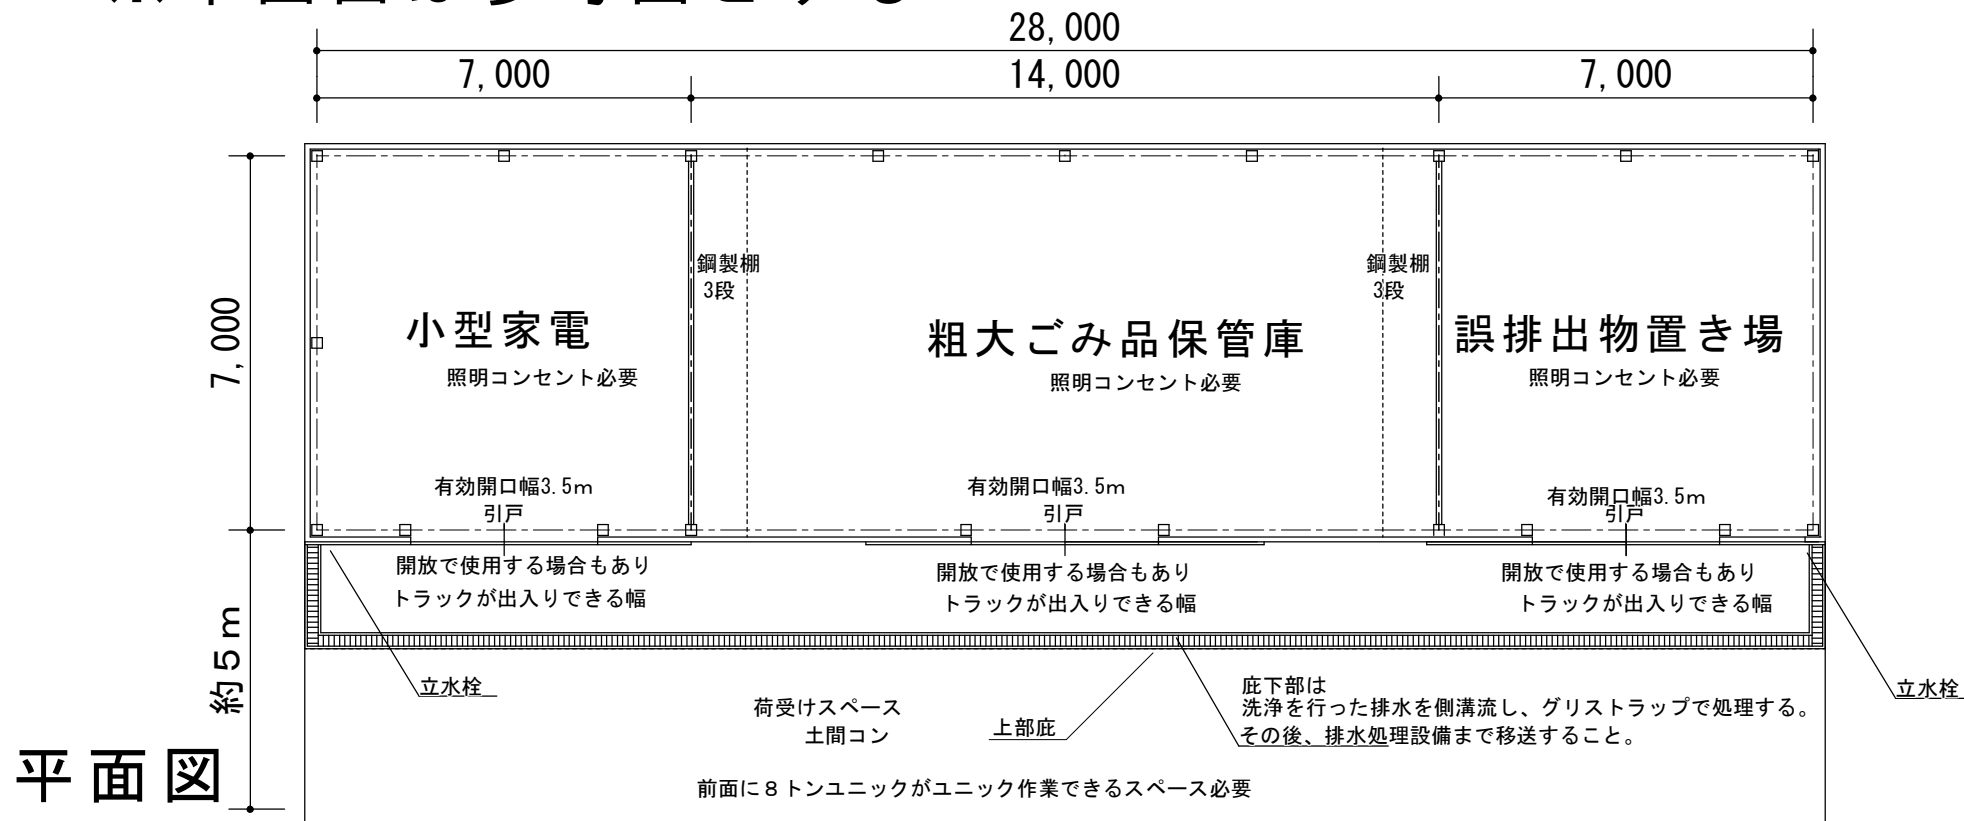 28,000
7,000
14,000
7,000
鋼製棚
3段
鋼製棚
3段
7,000
小型家電
照明コンセント必要
粗大ごみ品保管庫
照明コンセント必要
誤排出物置き場
照明コンセント必要
有効開口幅3.5m
引戸
有効開口幅3.5m
引戸
有効開口幅3.5m
引戸
開放で使用する場合もあり
トラックが出入りできる幅
開放で使用する場合もあり
トラックが出入りできる幅
開放で使用する場合もあり
トラックが出入りできる幅
約5m
立水栓
荷受けスペース
土間コン
上部庇
庇下部は
洗浄を行った排水を側溝流し、グリストラップで処理する。
その後、排水処理設備まで移送すること。
立水栓
平面図
前面に8トンユニックがユニック作業できるスペース必要